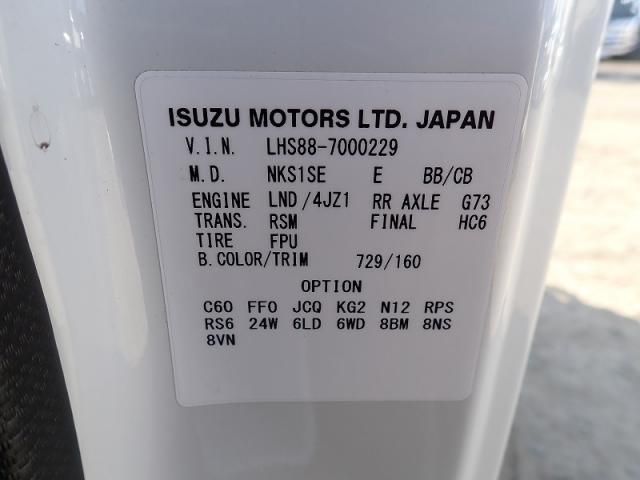 ISUZU MOTORS LTD. JAPAN
V.I.N. LHS88-7000229
M.D. NKS1SE E BB/CB
ENGINE LND/4JZ1 RR AXLE G73
TRANS. RSM FINAL HC6
TIRE FPU
B.COLOR/TRIM 729/160
OPTION
C60 FF0 JCQ KG2 N12 RPS
RS6 24W 6LD 6WD 8BM 8NS
8VN